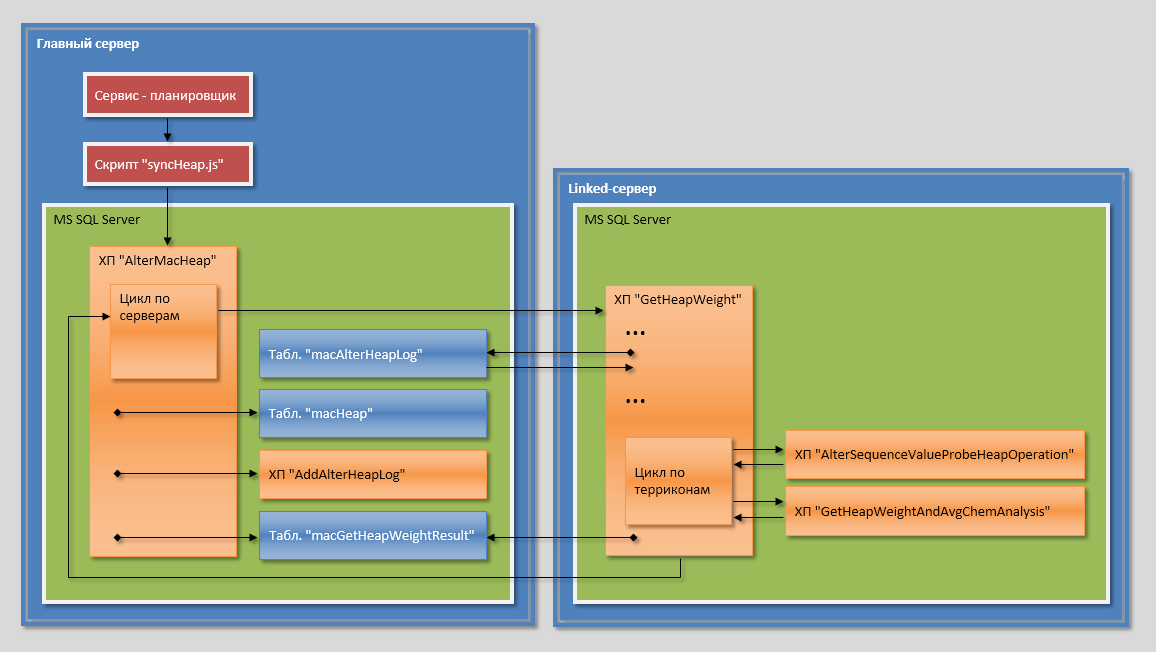 Главный сервер
Сервис - планировщик
Скрипт "syncHeap.js"
MS SQL Server
ХП "AlterMacHeap"
Цикл по
серверам
Табл. "macAlterHeapLog"
Табл. "macHeap"
ХП "AddAlterHeapLog"
Табл. "macGetHeapWeightResult"
Linked-сервер
MS SQL Server
ХП "GetHeapWeight"
...
...
Цикл по
терриконам
ХП "AlterSequenceValueProbeHeapOperation"
ХП "GetHeapWeightAndAvgChemAnalysis"